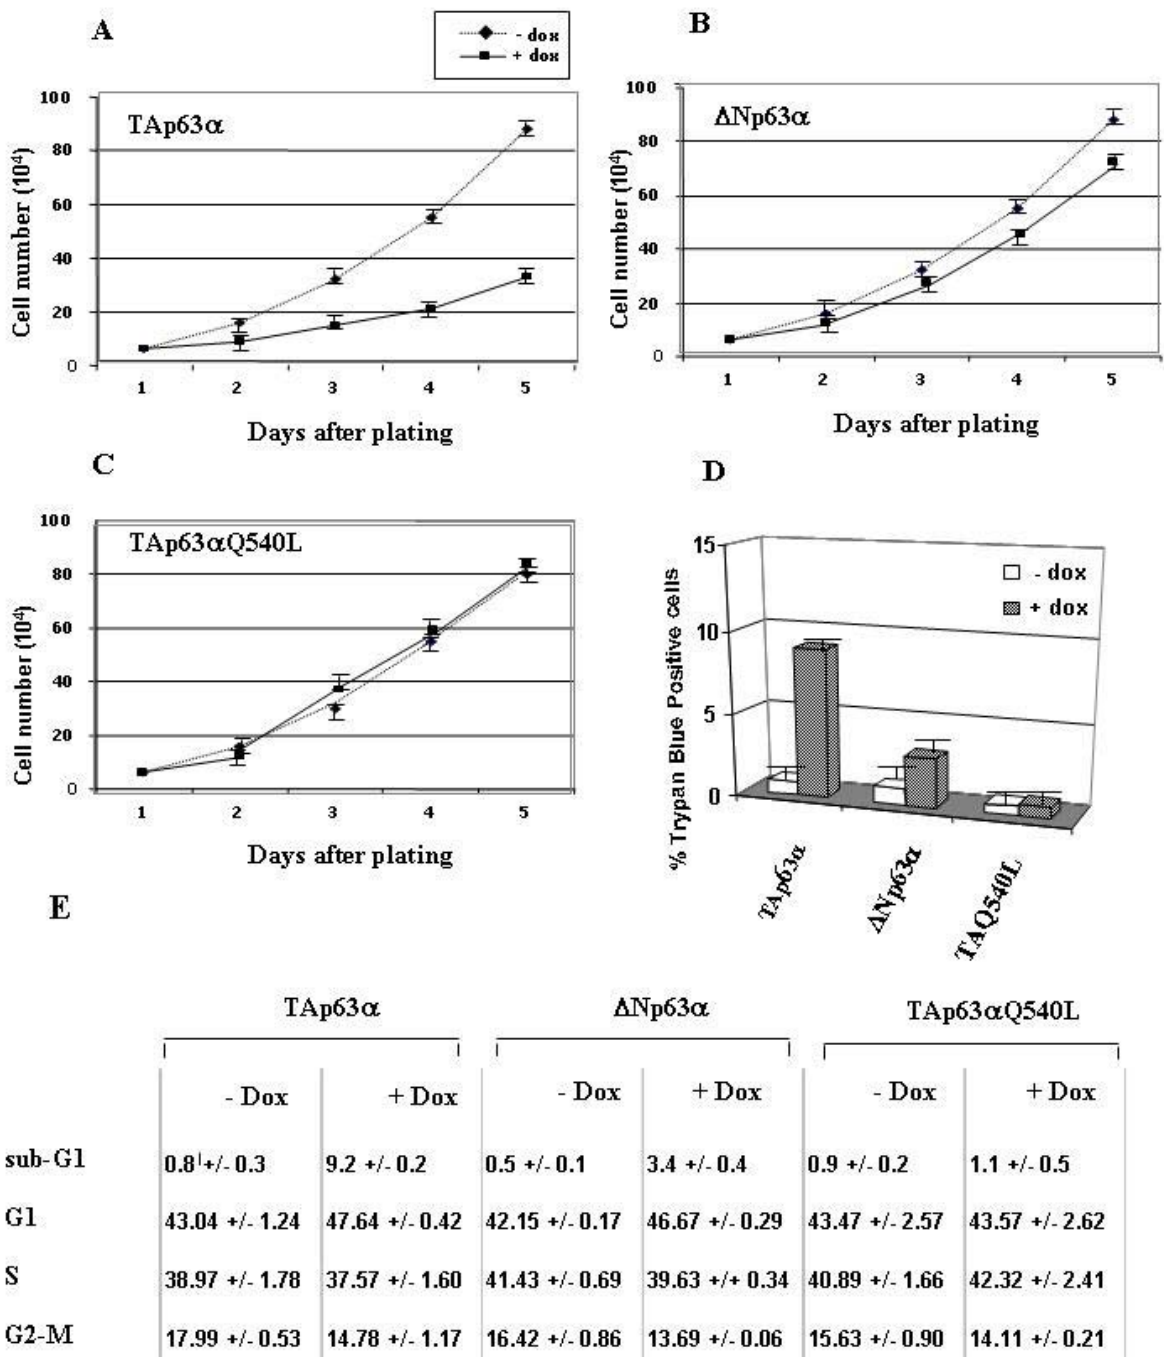 A
- dox
+ dox
TAp63α
100
80
60
40
20
0
Cell number (10⁴)
1 2 3 4 5
Days after plating
B
ΔNp63α
100
80
60
40
20
0
Cell number (10⁴)
1 2 3 4 5
Days after plating
C
TAp63αQ540L
100
80
60
40
20
0
Cell number (10⁴)
1 2 3 4 5
Days after plating
D
- dox
+ dox
15
10
5
0
% Trypan Blue Positive cells
TAp63α
ΔNp63α
TAQ540L
E
TAp63α ΔNp63α TAp63αQ540L
- Dox + Dox - Dox + Dox - Dox + Dox
sub-G1 0.8|+/- 0.3 9.2 +/- 0.2 0.5 +/- 0.1 3.4 +/- 0.4 0.9 +/- 0.2 1.1 +/- 0.5
G1 43.04 +/- 1.24 47.64 +/- 0.42 42.15 +/- 0.17 46.67 +/- 0.29 43.47 +/- 2.57 43.57 +/- 2.62
S 38.97 +/- 1.78 37.57 +/- 1.60 41.43 +/- 0.69 39.63 +/+ 0.34 40.89 +/- 1.66 42.32 +/- 2.41
G2-M 17.99 +/- 0.53 14.78 +/- 1.17 16.42 +/- 0.86 13.69 +/- 0.06 15.63 +/- 0.90 14.11 +/- 0.21